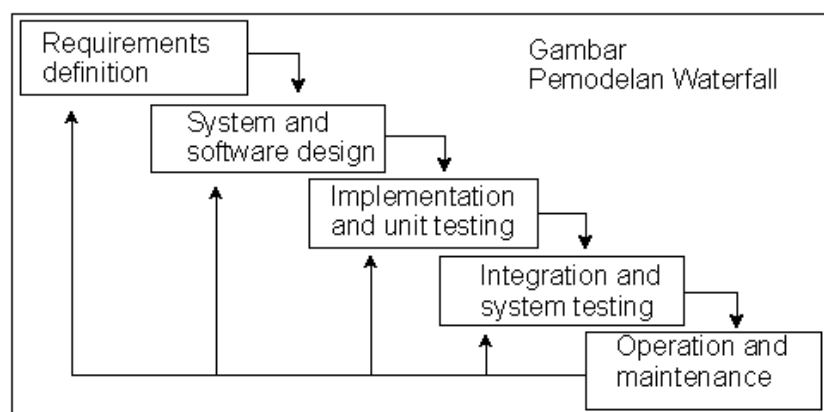 Requirements
definition
Gambar
Pemodelan Waterfall
System and
software design
Implementation
and unit testing
Integration and
system testing
Operation and
maintenance